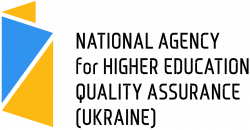 NATIONAL AGENCY
for HIGHER EDUCATION
QUALITY ASSURANCE
(UKRAINE)